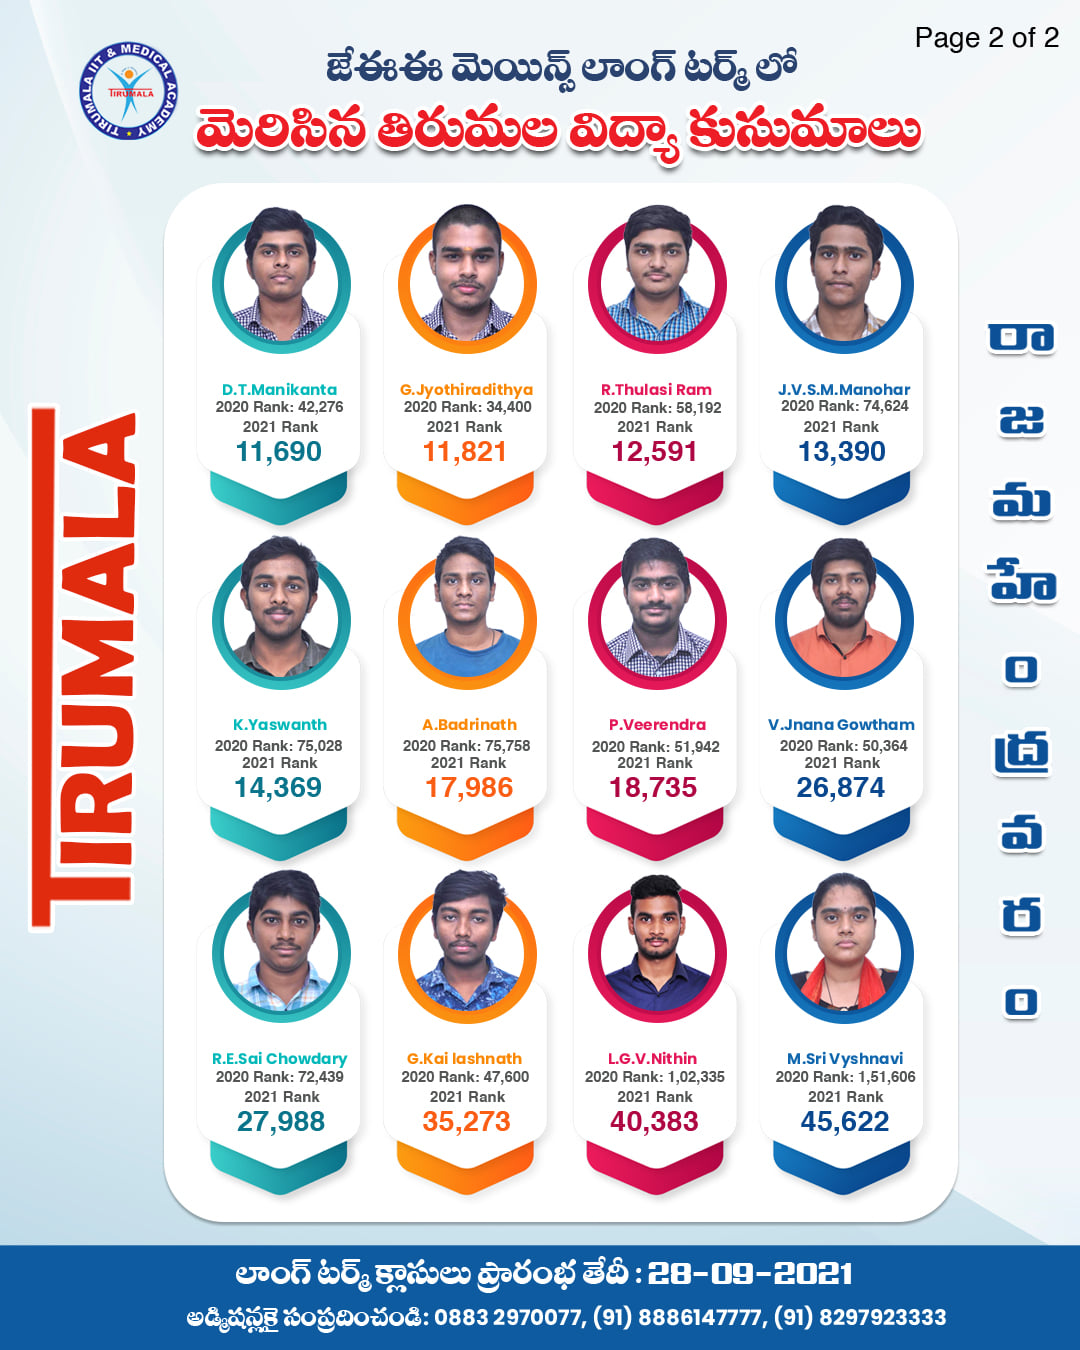 Page 2 of 2
TIRUMALA IIT & MEDICAL ACADEMY
TIRUMALA
జేఈఈ మెయిన్స్ లాంగ్ టర్మ్ లో
మెరిసిన తిరుమల విద్యా కుసుమాలు
D.T.Manikanta
2020 Rank: 42,276
2021 Rank
11,690
G.Jyothiradithya
2020 Rank: 34,400
2021 Rank
11,821
R.Thulasi Ram
2020 Rank: 58,192
2021 Rank
12,591
J.V.S.M.Manohar
2020 Rank: 74,624
2021 Rank
13,390
K.Yaswanth
2020 Rank: 75,028
2021 Rank
14,369
A.Badrinath
2020 Rank: 75,758
2021 Rank
17,986
P.Veerendra
2020 Rank: 51,942
2021 Rank
18,735
V.Jnana Gowtham
2020 Rank: 50,364
2021 Rank
26,874
R.E.Sai Chowdary
2020 Rank: 72,439
2021 Rank
27,988
G.Kai lashnath
2020 Rank: 47,600
2021 Rank
35,273
L.G.V.Nithin
2020 Rank: 1,02,335
2021 Rank
40,383
M.Sri Vyshnavi
2020 Rank: 1,51,606
2021 Rank
45,622
TIRUMALA
రాజమహేంద్రవరం
లాంగ్ టర్మ్ క్లాసులు ప్రారంభ తేదీ : 28-09-2021
అడ్మిషన్లకై సంప్రదించండి: 0883 2970077, (91) 8886147777, (91) 8297923333